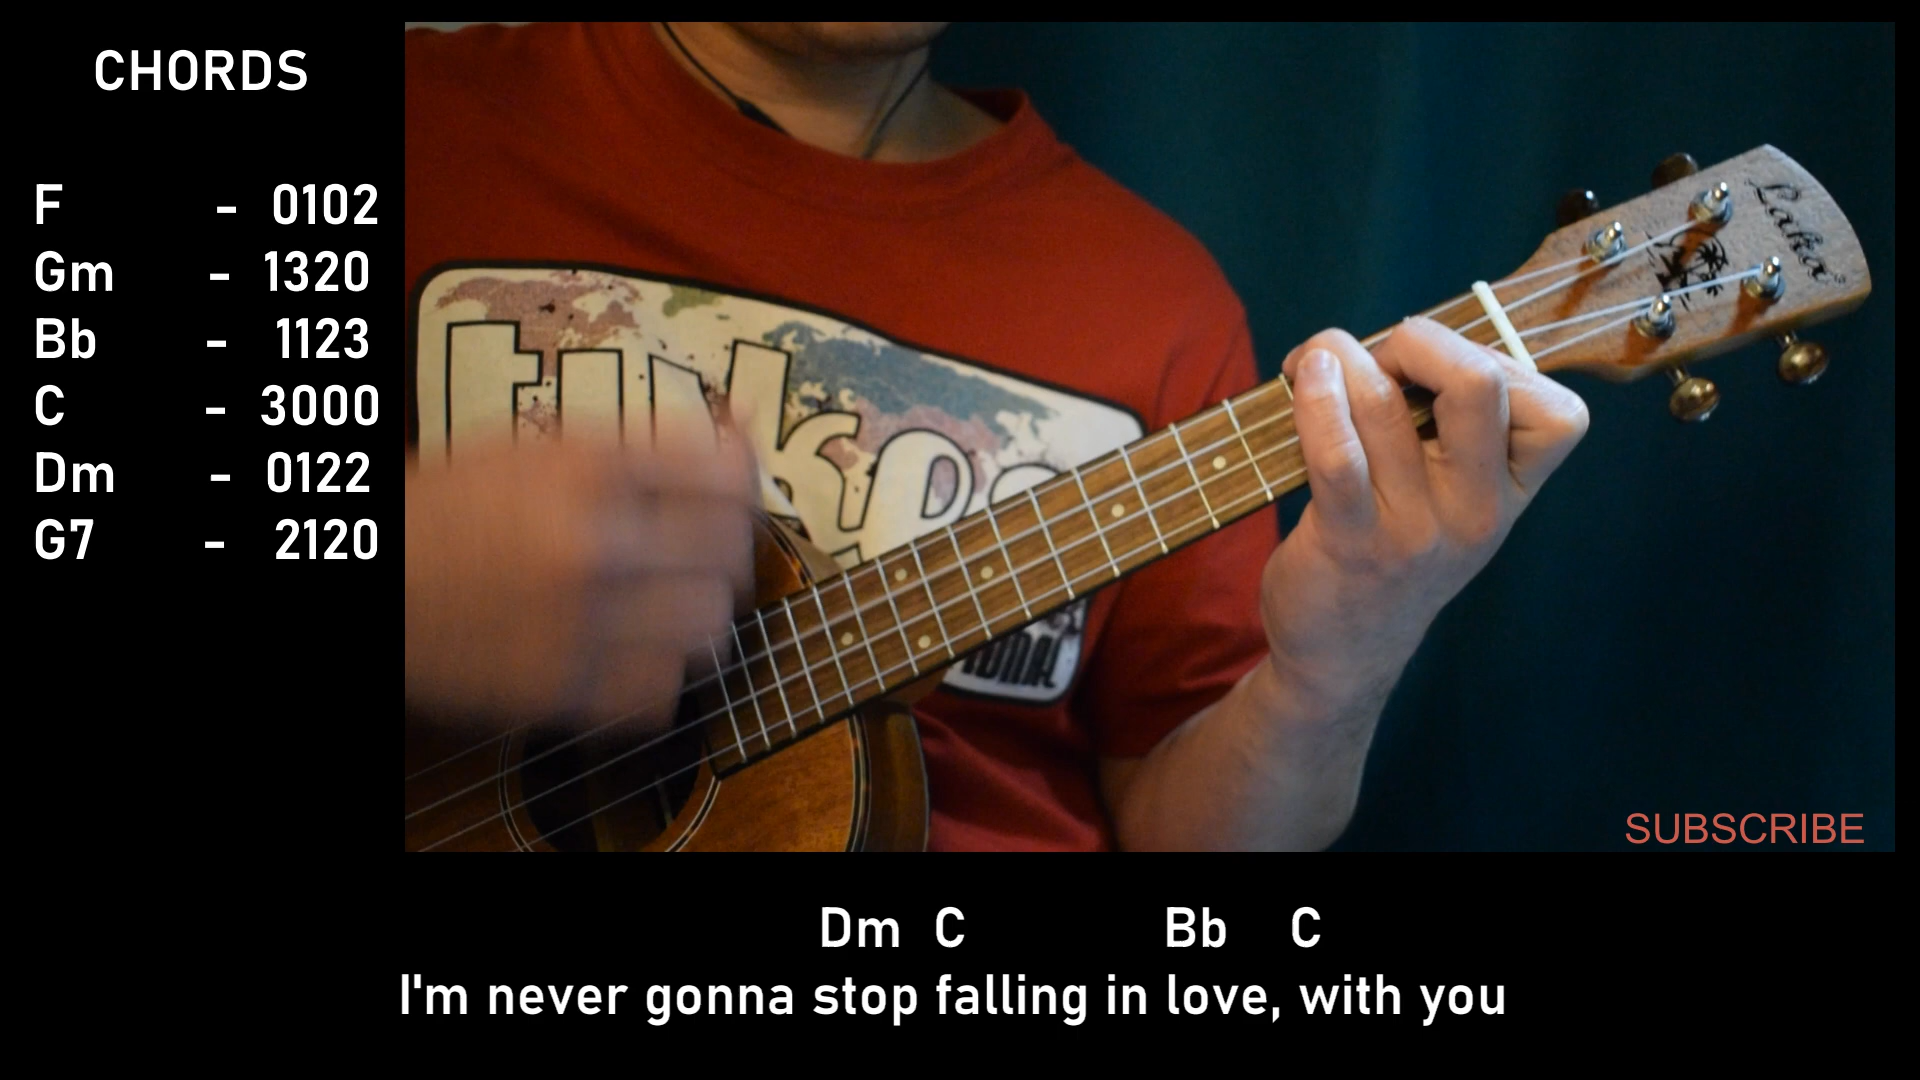 CHORDS
F - 0102
Gm - 1320
Bb - 1123
C - 3000
Dm - 0122
G7 - 2120
Laka
SUBSCRIBE
Dm C Bb C
I'm never gonna stop falling in love, with you